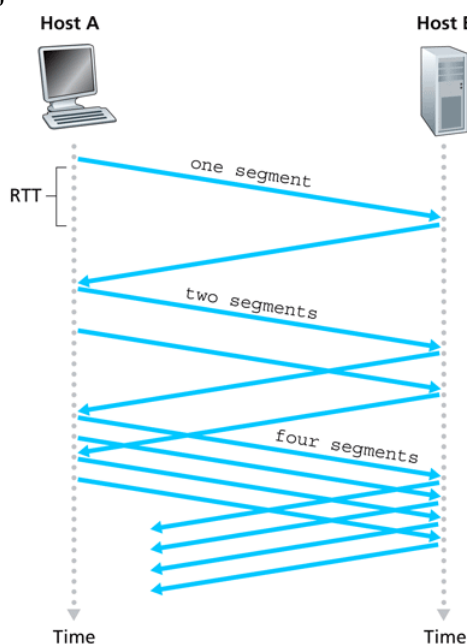 Host A
Host B
one segment
RTT
two segments
four segments
Time
Time